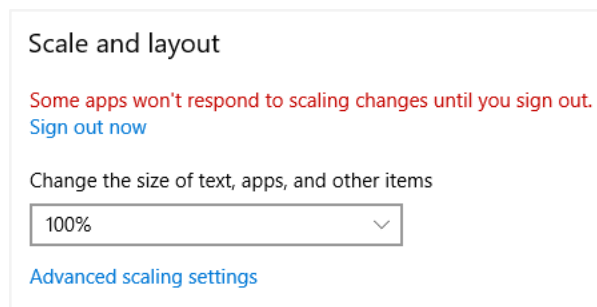 Scale and layout
Some apps won't respond to scaling changes until you sign out.
Sign out now
Change the size of text, apps, and other items
100%
Advanced scaling settings